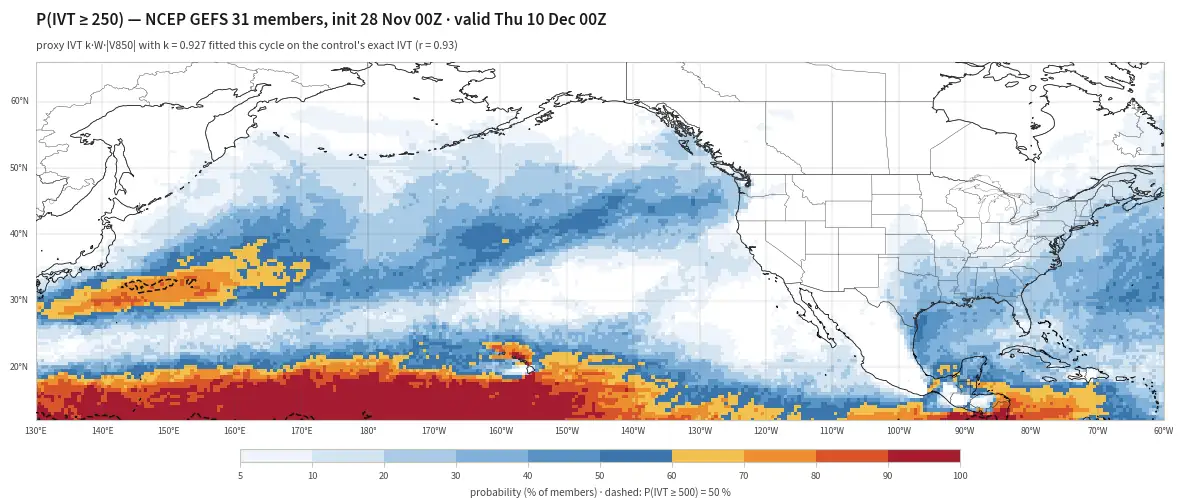 P(IVT ≥ 250) — NCEP GEFS 31 members, init 28 Nov 00Z · valid Thu 10 Dec 00Z
proxy IVT k·W·|V850| with k = 0.927 fitted this cycle on the control's exact IVT (r = 0.93)
60°N
50°N
40°N
30°N
20°N
130°E 140°E 150°E 160°E 170°E 180° 170°W 160°W 150°W 140°W 130°W 120°W 110°W 100°W 90°W 80°W 70°W 60°W
5 10 20 30 40 50 60 70 80 90 100
probability (% of members) · dashed: P(IVT ≥ 500) = 50 %